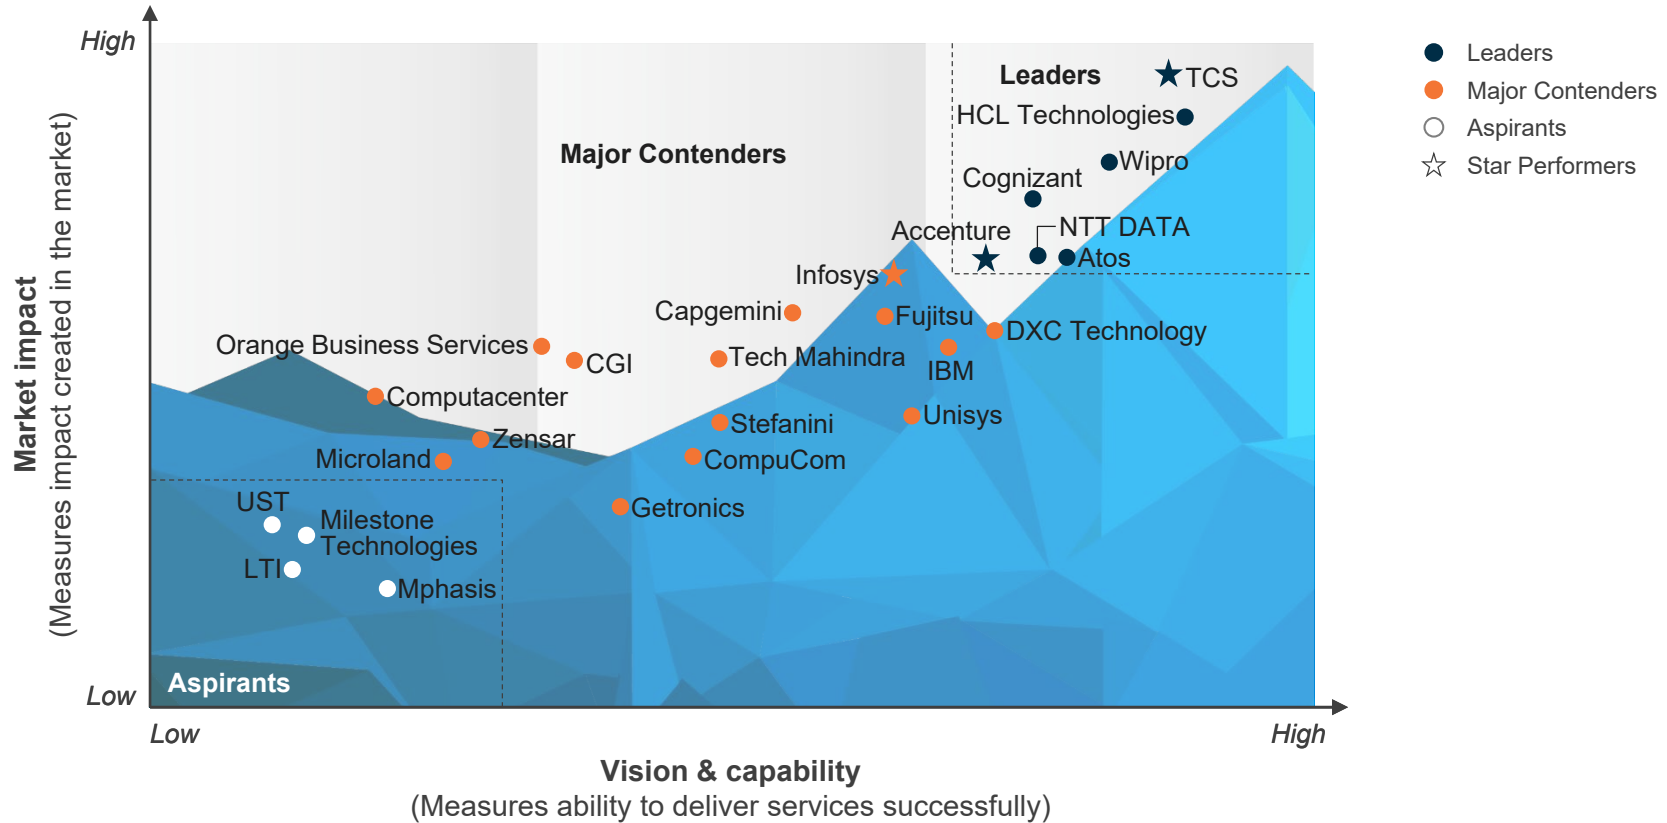 High
Leaders
TCS
HCL Technologies
Major Contenders
Wipro
Cognizant
Accenture
NTT DATA
Atos
Infosys
Capgemini
Fujitsu
DXC Technology
Orange Business Services
CGI
Tech Mahindra
IBM
Computacenter
Unisys
Stefanini
Zensar
Microland
CompuCom
UST
Getronics
Milestone
Technologies
LTI
Mphasis
Aspirants
Low
Market impact
(Measures impact created in the market)
Low
High
Vision & capability
(Measures ability to deliver services successfully)
Leaders
Major Contenders
Aspirants
Star Performers